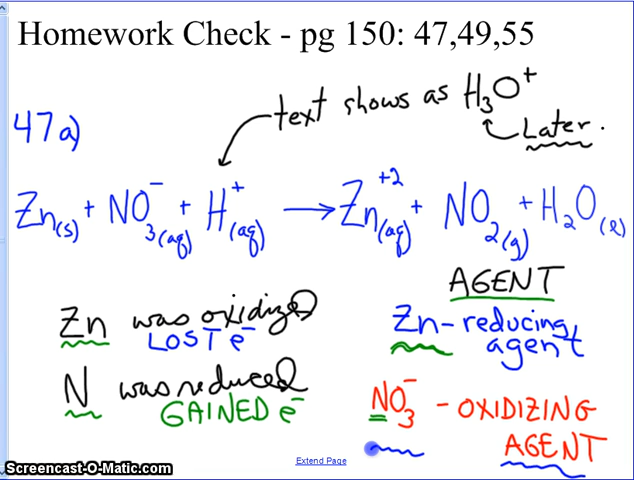 Homework Check - pg 150: 47,49,55
text shows as H₃O⁺
Later.
47a)
Zn(s) + NO₃⁻(aq) + H⁺(aq) → Zn⁺²(aq) + NO₂(g) + H₂O(l)
AGENT
Zn was oxidized
LOST e⁻
Zn - reducing
agent
N was reduced
GAINED e⁻
NO₃⁻ - OXIDIZING
AGENT
Extend Page
Screencast-O-Matic.com